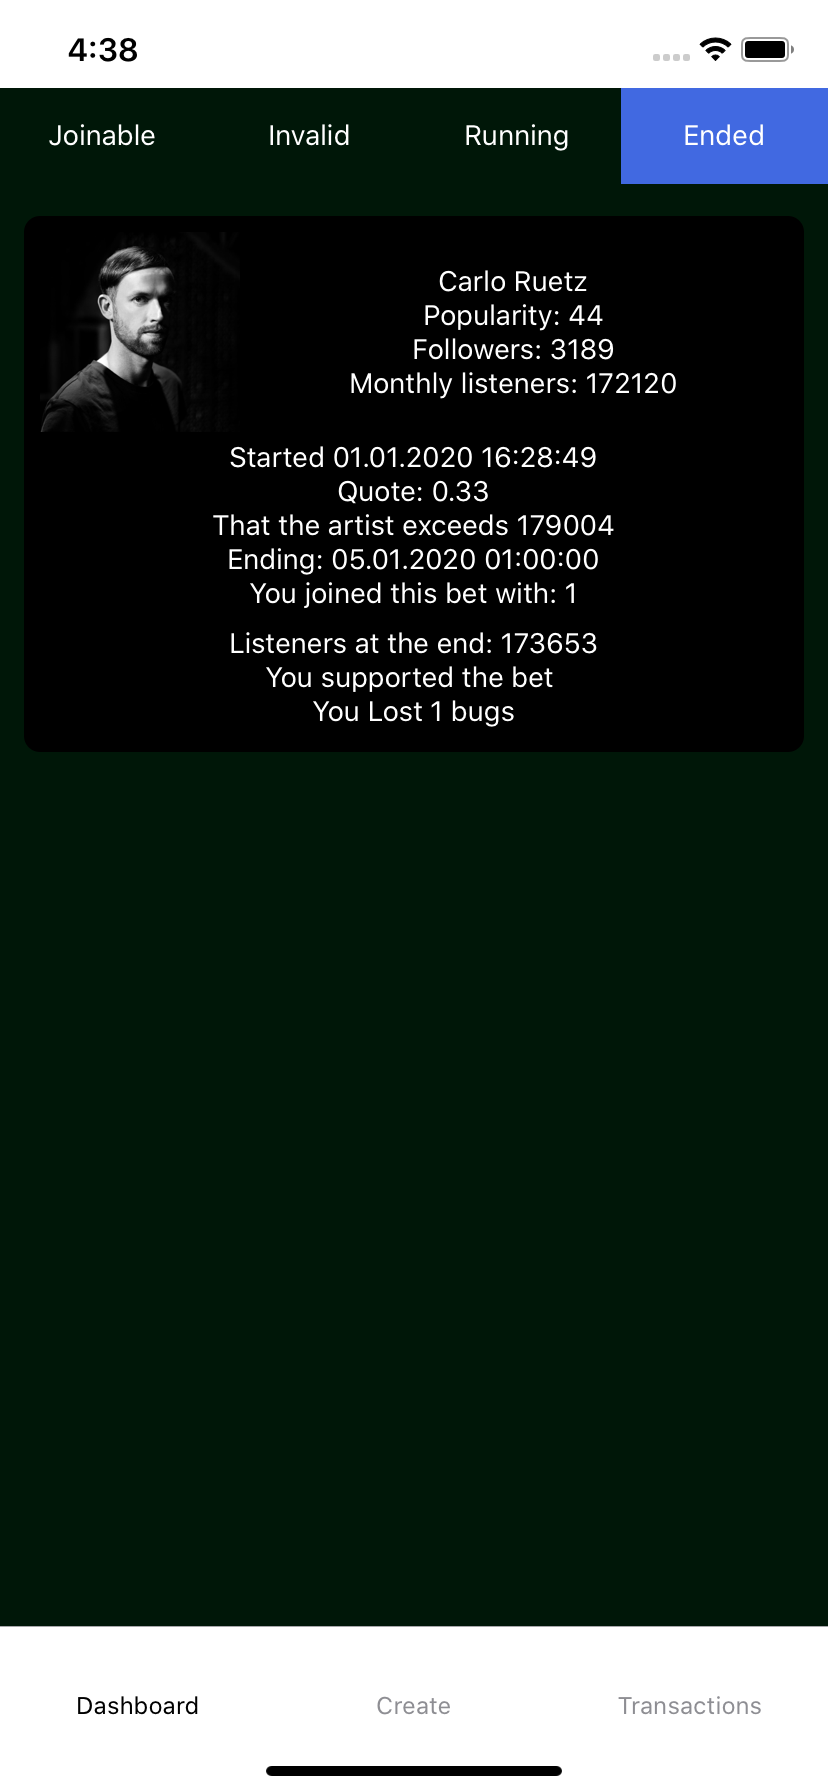 4:38
Joinable Invalid Running Ended
Carlo Ruetz
Popularity: 44
Followers: 3189
Monthly listeners: 172120
Started 01.01.2020 16:28:49
Quote: 0.33
That the artist exceeds 179004
Ending: 05.01.2020 01:00:00
You joined this bet with: 1
Listeners at the end: 173653
You supported the bet
You Lost 1 bugs
Dashboard Create Transactions